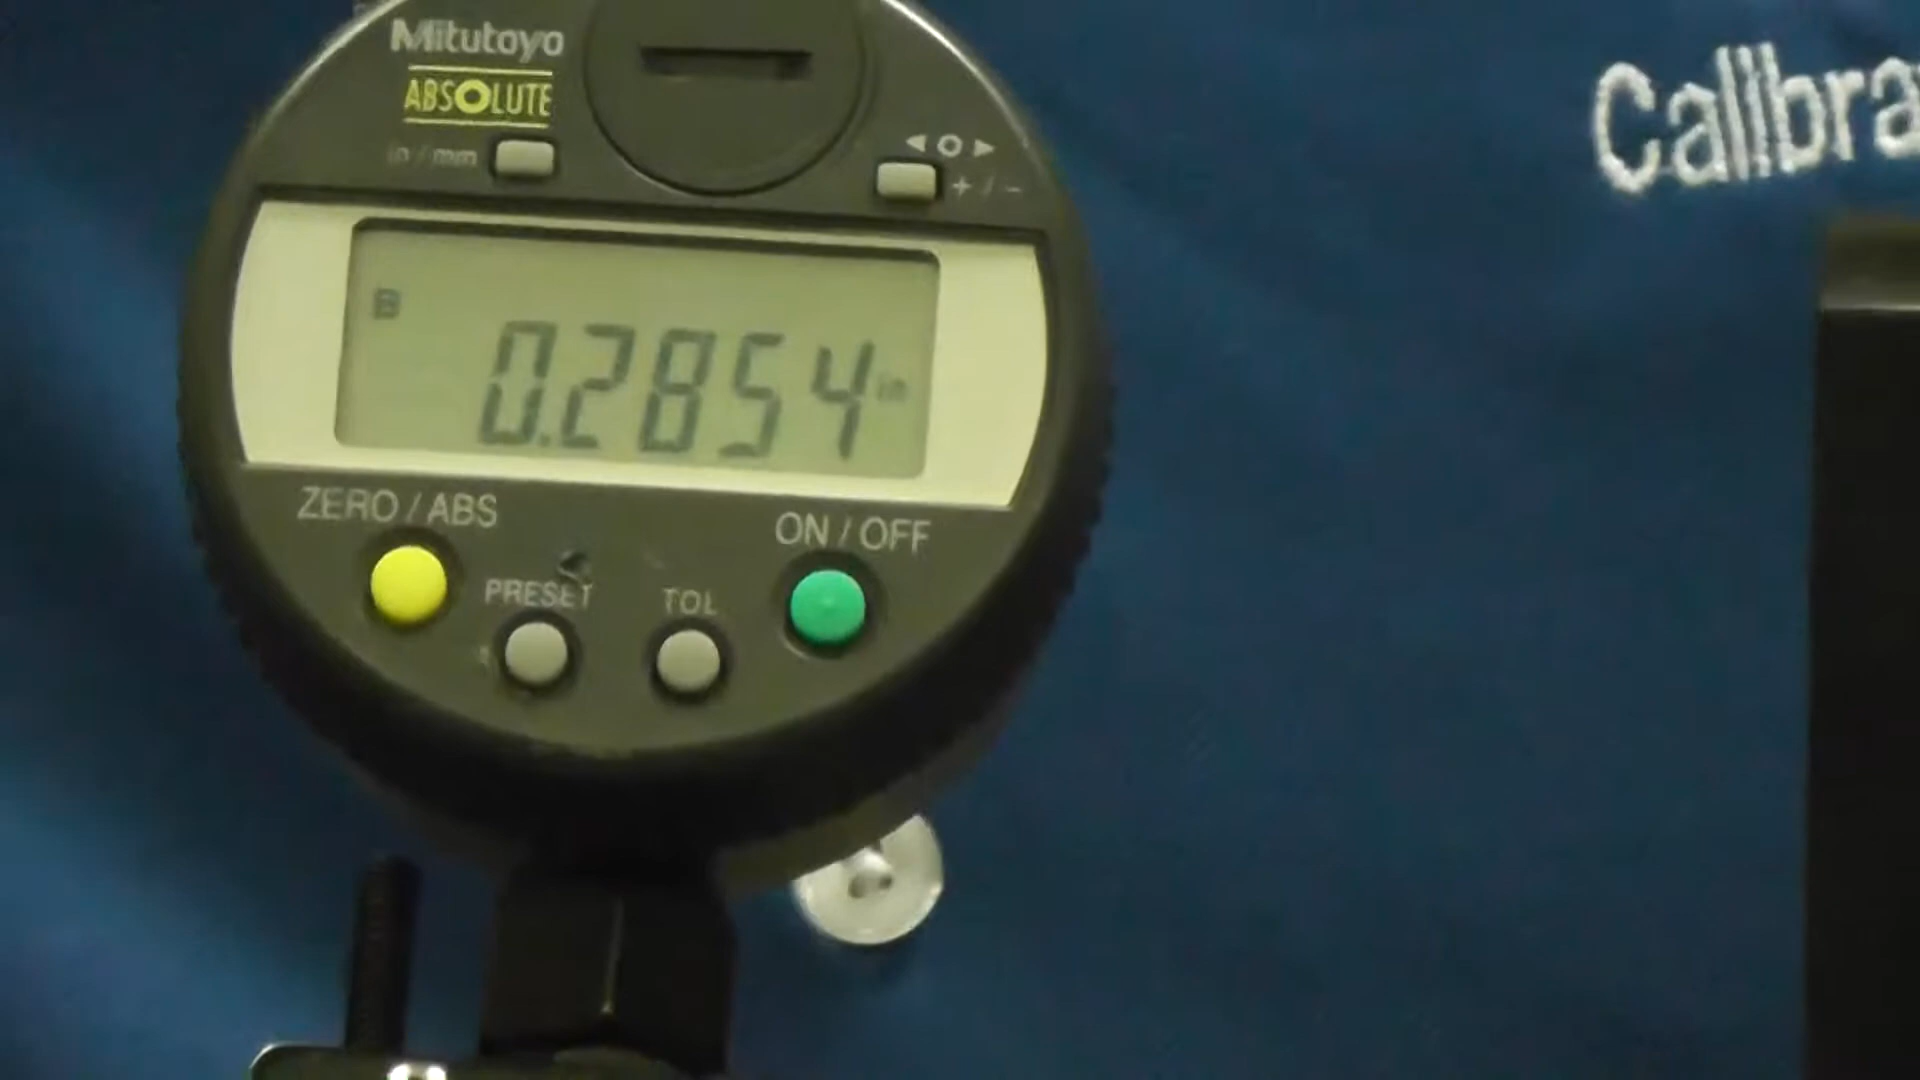 Mitutoyo
ABSOLUTE
in / mm
◄ O ►
+ / -
Calibra
B
0.2854 in
ZERO / ABS
ON / OFF
PRESET
TOL